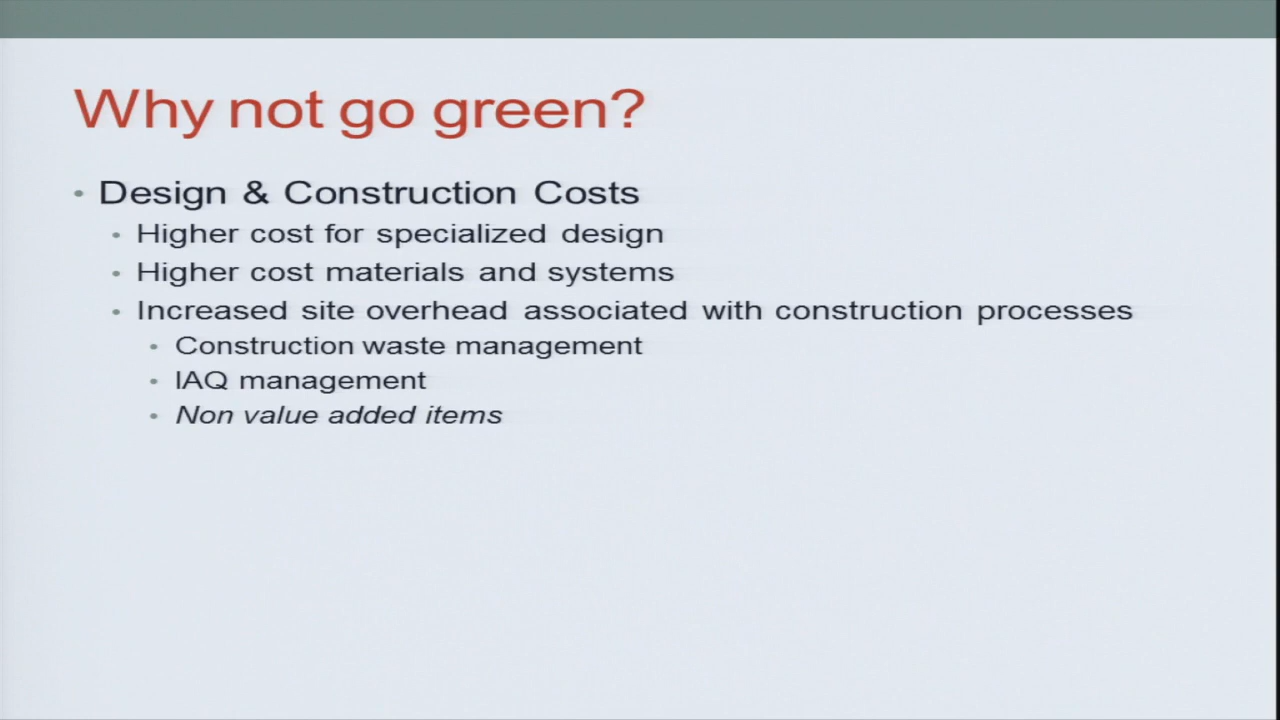 Why not go green?
• Design & Construction Costs
• Higher cost for specialized design
• Higher cost materials and systems
• Increased site overhead associated with construction processes
• Construction waste management
• IAQ management
• Non value added items